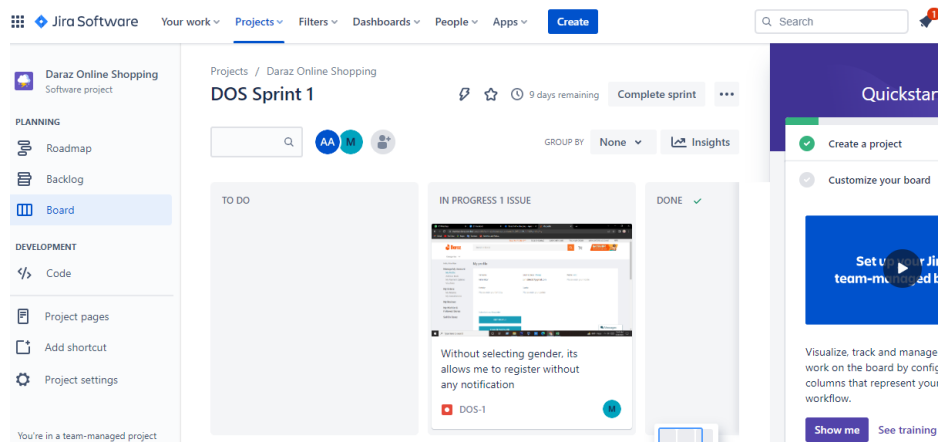 Jira Software
Your work
Projects
Filters
Dashboards
People
Apps
Create
Search
1
Daraz Online Shopping
Software project
PLANNING
Roadmap
Backlog
Board
DEVELOPMENT
Code
Project pages
Add shortcut
Project settings
You're in a team-managed project
Projects / Daraz Online Shopping
DOS Sprint 1
9 days remaining
Complete sprint
AA
M
GROUP BY
None
Insights
TO DO
IN PROGRESS 1 ISSUE
DONE
Without selecting gender, its
allows me to register without
any notification
DOS-1
M
Quickstar
Create a project
Customize your board
Set up your Jir
team-managed b
Visualize, track and manage
work on the board by config
columns that represent your
workflow.
Show me
See training